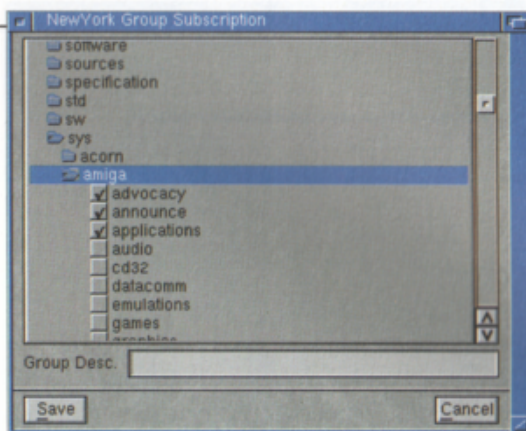 NewYork Group Subscription
software
sources
specification
std
sw
sys
acorn
amiga
advocacy
announce
applications
audio
cd32
datacomm
emulations
games
graphics
Group Desc.
Save
Cancel